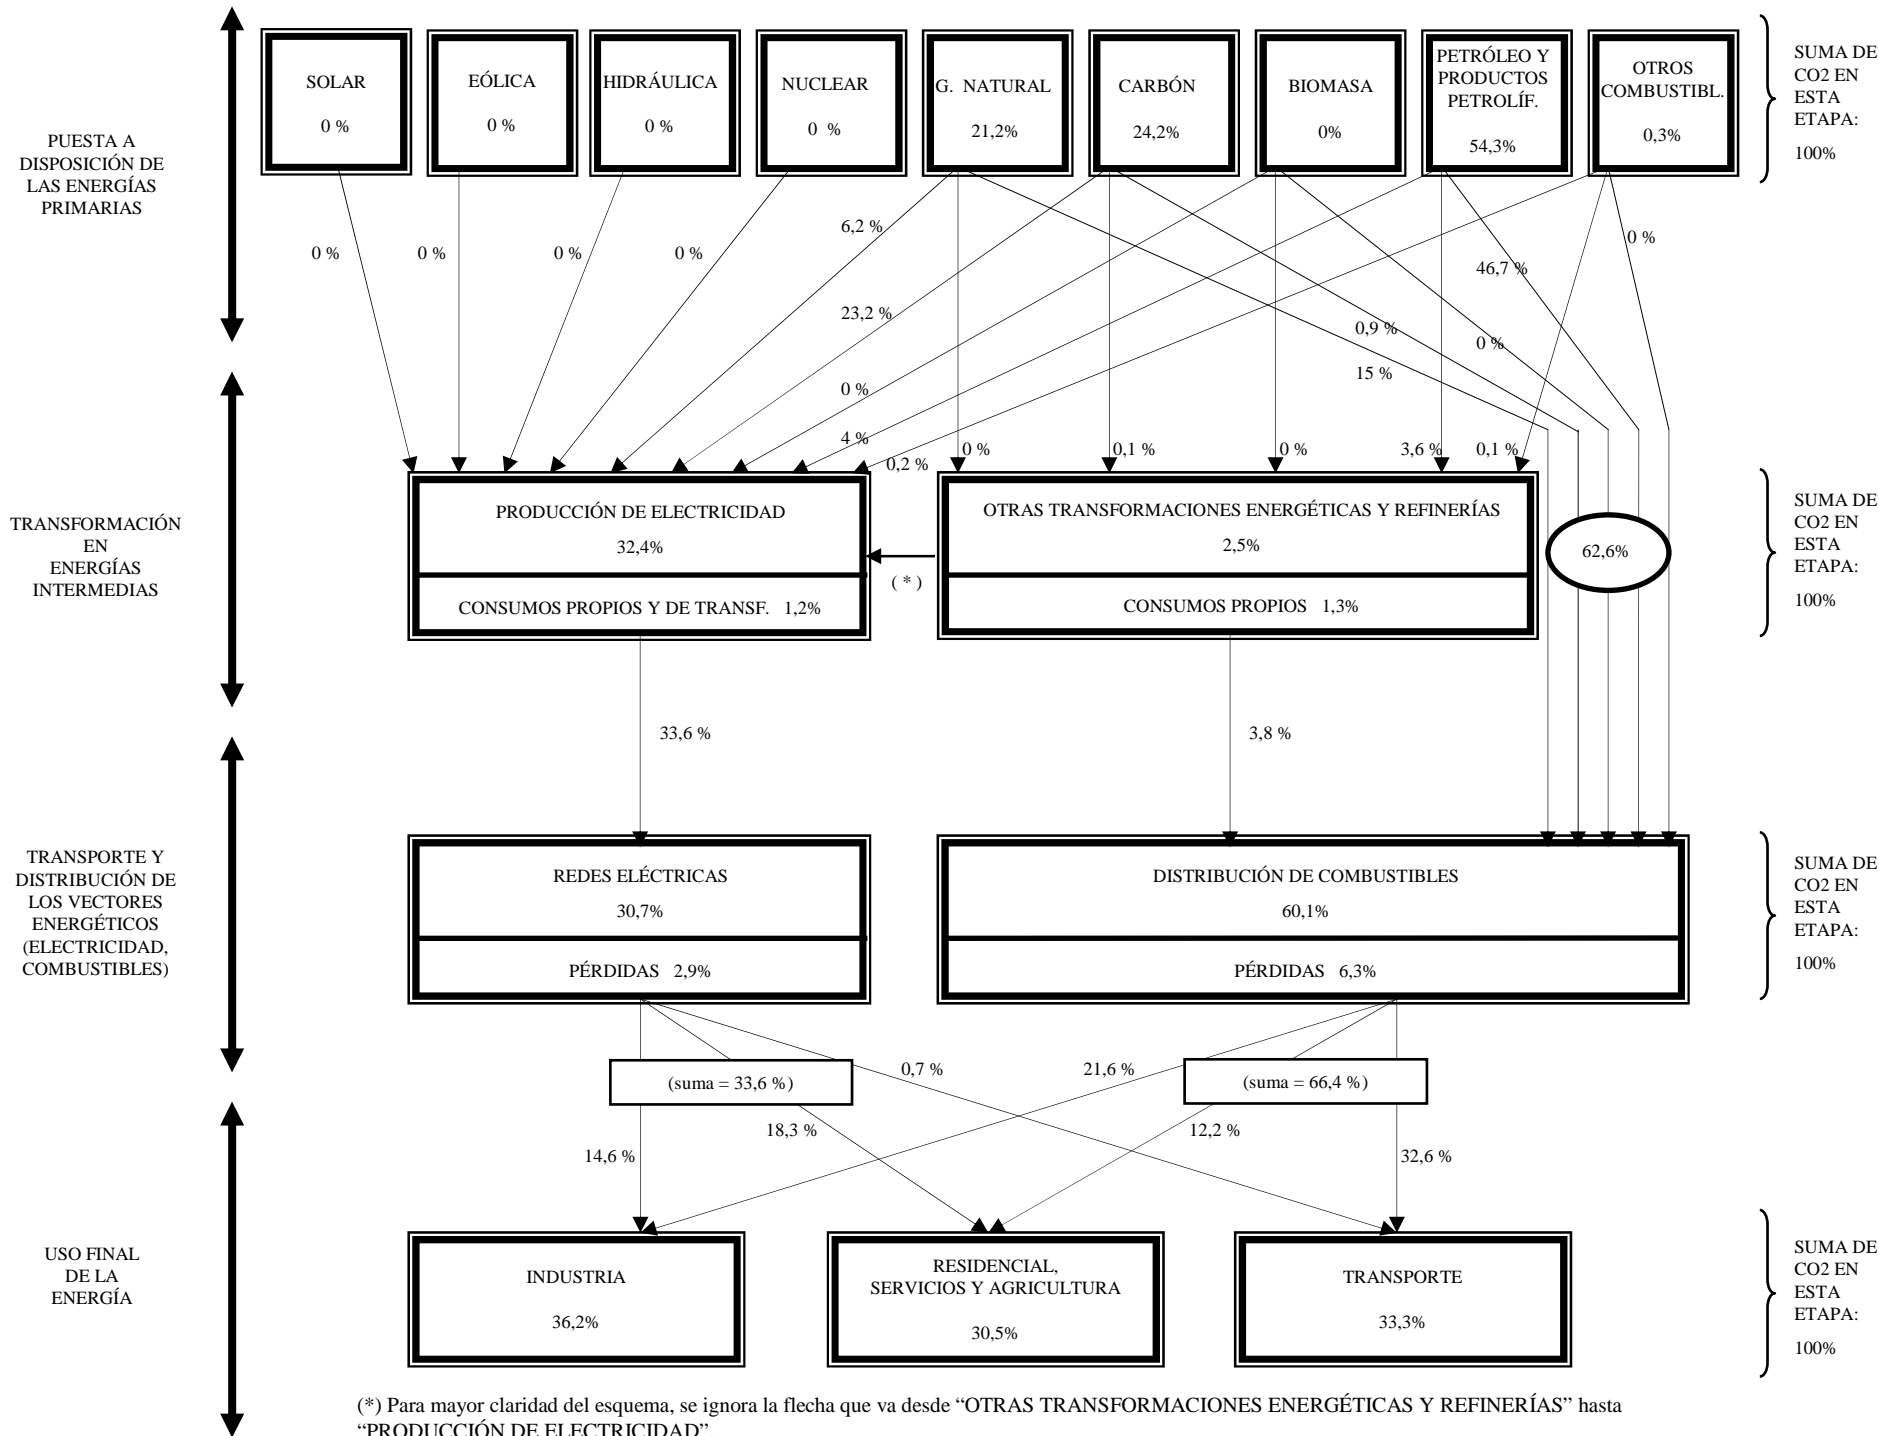 PUESTA A
DISPOSICIÓN DE
LAS ENERGÍAS
PRIMARIAS
SOLAR
0 %
EÓLICA
0 %
HIDRÁULICA
0 %
NUCLEAR
0 %
G. NATURAL
21,2%
CARBÓN
24,2%
BIOMASA
0%
PETRÓLEO Y
PRODUCTOS
PETROLÍF.
54,3%
OTROS
COMBUSTIBL.
0,3%
SUMA DE
CO2 EN
ESTA
ETAPA:
100%
0 %
0 %
0 %
0 %
6,2 %
23,2 %
0 %
4 %
0,2 %
0 %
46,7 %
0,9 %
0 %
15 %
0 %
0,1 %
0 %
3,6 %
0,1 %
TRANSFORMACIÓN
EN
ENERGÍAS
INTERMEDIAS
PRODUCCIÓN DE ELECTRICIDAD
32,4%
CONSUMOS PROPIOS Y DE TRANSF. 1,2%
( * )
OTRAS TRANSFORMACIONES ENERGÉTICAS Y REFINERÍAS
2,5%
CONSUMOS PROPIOS 1,3%
62,6%
SUMA DE
CO2 EN
ESTA
ETAPA:
100%
33,6 %
3,8 %
TRANSPORTE Y
DISTRIBUCIÓN DE
LOS VECTORES
ENERGÉTICOS
(ELECTRICIDAD,
COMBUSTIBLES)
REDES ELÉCTRICAS
30,7%
PÉRDIDAS 2,9%
DISTRIBUCIÓN DE COMBUSTIBLES
60,1%
PÉRDIDAS 6,3%
SUMA DE
CO2 EN
ESTA
ETAPA:
100%
(suma = 33,6 %)
0,7 %
21,6 %
(suma = 66,4 %)
14,6 %
18,3 %
12,2 %
32,6 %
USO FINAL
DE LA
ENERGÍA
INDUSTRIA
36,2%
RESIDENCIAL,
SERVICIOS Y AGRICULTURA
30,5%
TRANSPORTE
33,3%
SUMA DE
CO2 EN
ESTA
ETAPA:
100%
(*) Para mayor claridad del esquema, se ignora la flecha que va desde “OTRAS TRANSFORMACIONES ENERGÉTICAS Y REFINERÍAS” hasta
“PRODUCCIÓN DE ELECTRICIDAD”